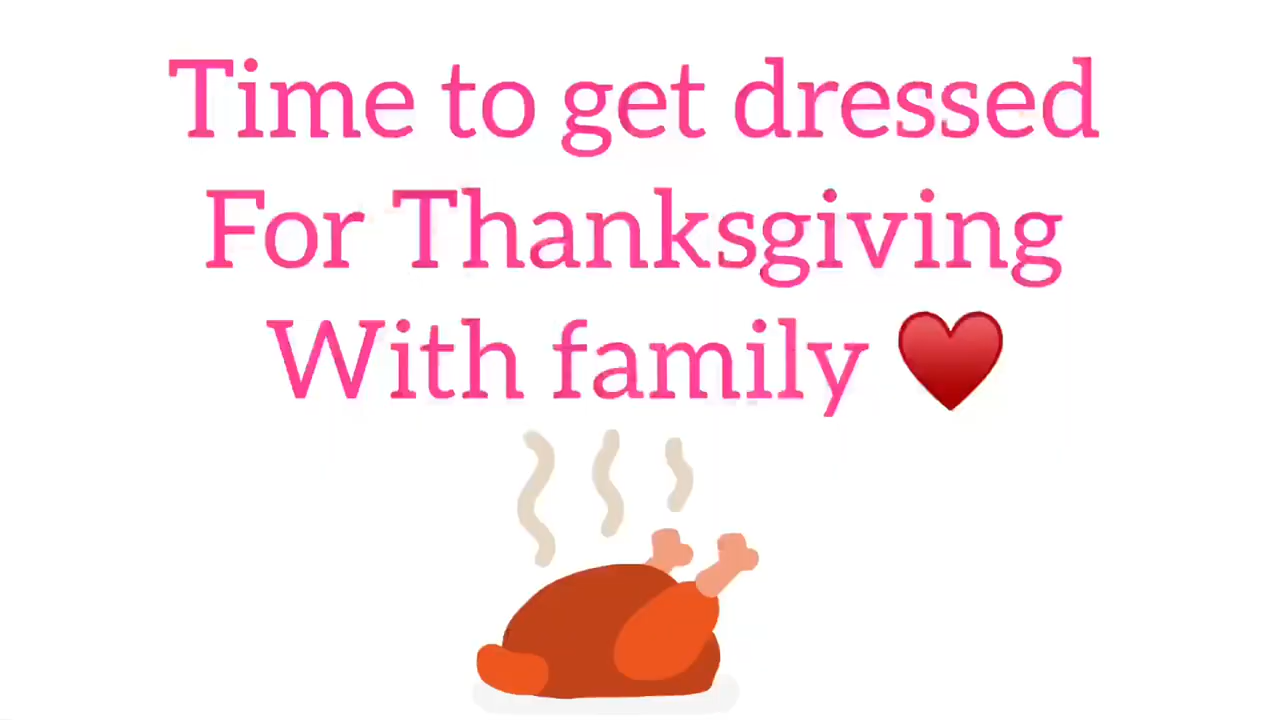 Time to get dressed
For Thanksgiving
With family ♥️